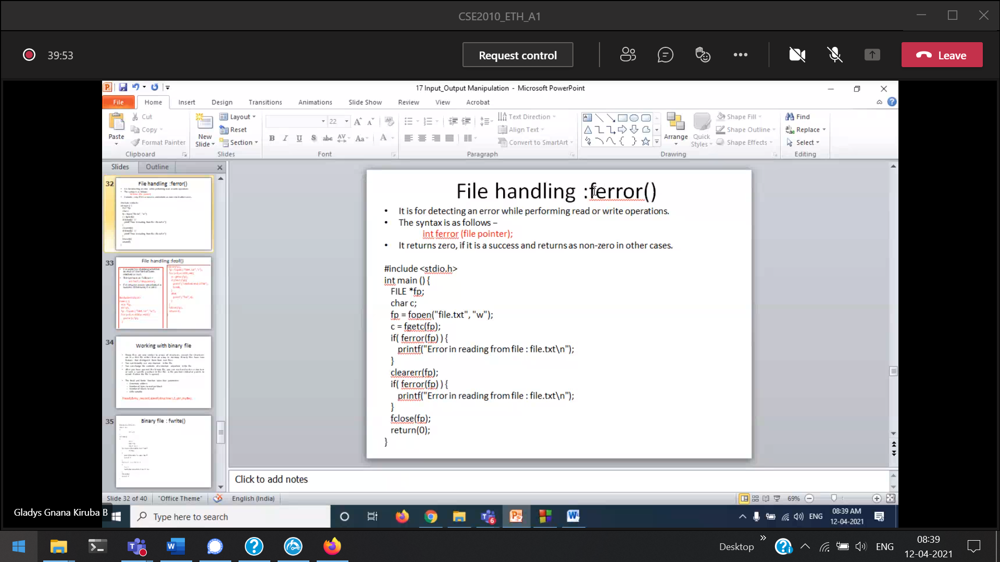 CSE2010_ETH_A1
39:53
Request control
Leave
17 Input_Output Manipulation - Microsoft PowerPoint
File Home Insert Design Transitions Animations Slide Show Review View Acrobat
Paste
Cut
Copy
Format Painter
Clipboard
New Slide
Layout
Reset
Section
Slides
22
Font
Text Direction
Align Text
Convert to SmartArt
Paragraph
Arrange
Quick Styles
Shape Fill
Shape Outline
Shape Effects
Drawing
Find
Replace
Select
Editing
Slides Outline
32
File handling :ferror()
33
File handling :feof()
34
Working with binary file
35
Binary file : fwrite()
File handling :ferror()
• It is for detecting an error while performing read or write operations.
• The syntax is as follows –
int ferror (file pointer);
• It returns zero, if it is a success and returns as non-zero in other cases.
#include <stdio.h>
int main () {
FILE *fp;
char c;
fp = fopen("file.txt", "w");
c = fgetc(fp);
if( ferror(fp) ) {
printf("Error in reading from file : file.txt\n");
}
clearerr(fp);
if( ferror(fp) ) {
printf("Error in reading from file : file.txt\n");
}
fclose(fp);
return(0);
}
Click to add notes
Slide 32 of 40 "Office Theme" English (India) 69%
Gladys Gnana Kiruba B
Type here to search
ENG
08:39 AM
12-04-2021
Desktop
ENG
08:39
12-04-2021